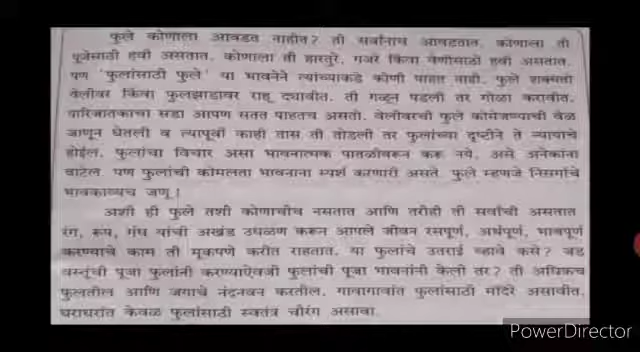 फुले कोणाला आवडत नाहीत? ती सर्वांनाच आवडतात. कोणाला ती
पूजेसाठी हवी असतात. कोणाला ती हारतुरे, गजरे किंवा वेणीसाठी हवी असतात.
पण 'फुलांसाठी फुले' या भावनेने त्यांच्याकडे कोणी पाहत नाही. फुले शक्यतो
वेलीवर किंवा फुलझाडावर राहू द्यावीत. ती गळून पडली तर गोळा करावीत.
पारिजातकाचा सडा आपण सतत पाहतच असतो. वेलीवरची फुले कोमेजण्याची वेळ
जाणून घेतली व त्यापूर्वी काही तास ती तोडली तर फुलांच्या दृष्टीने ते न्यायाचे
होईल. फुलांचा विचार असा भावनात्मक पातळीवरून करू नये, असे अनेकांना
वाटेल. पण फुलांची कोमलता भावनांना स्पर्श करणारी असते. फुले म्हणजे निसर्गाचे
भावकाव्यच जणू !
अशी ही फुले तशी कोणाचीच नसतात आणि तरीही ती सर्वांची असतात
रंग, रूप, गंध यांची अखंड उधळण करून आपले जीवन रसपूर्ण, अर्थपूर्ण, भावपूर्ण
करण्याचे काम ती मूकपणे करीत राहतात. या फुलांचे उतराई व्हावे कसे? जड
वस्तूंची पूजा फुलांनी करण्याऐवजी फुलांची पूजा भावनांनी केली तर? ती अधिकच
फुलतील आणि जगाचे नंदनवन करतील. गावागावांत फुलांसाठी मंदिरे असावीत.
घराघरांत केवळ फुलांसाठी स्वतंत्र चौरंग असावा.
PowerDirector